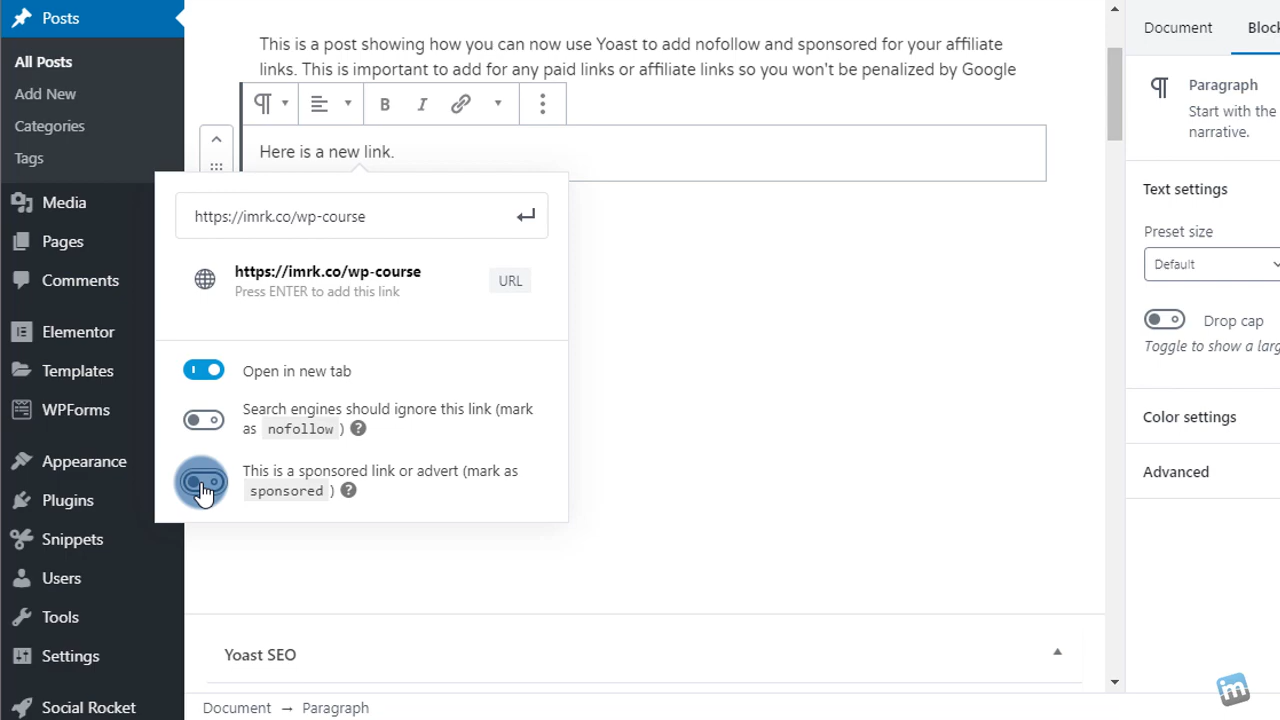 Posts
All Posts
Add New
Categories
Tags
Media
Pages
Comments
Elementor
Templates
WPForms
Appearance
Plugins
Snippets
Users
Tools
Settings
Social Rocket
This is a post showing how you can now use Yoast to add nofollow and sponsored for your affiliate
links. This is important to add for any paid links or affiliate links so you won't be penalized by Google
B I
Here is a new link.
https://imrk.co/wp-course
https://imrk.co/wp-course
Press ENTER to add this link
URL
Open in new tab
Search engines should ignore this link (mark
as nofollow )
This is a sponsored link or advert (mark as
sponsored )
Yoast SEO
Document → Paragraph
Document
Block
Paragraph
Start with the
narrative.
Text settings
Preset size
Default
Drop cap
Toggle to show a larg
Color settings
Advanced
im